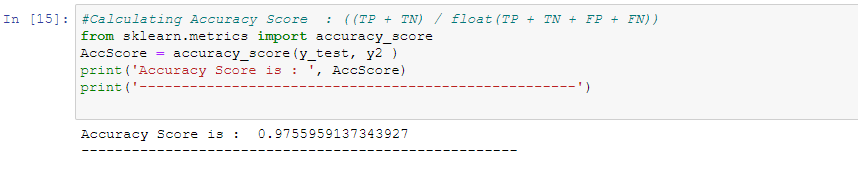 In [15]: #Calculating Accuracy Score  : ((TP + TN) / float(TP + TN + FP + FN))
from sklearn.metrics import accuracy_score
AccScore = accuracy_score(y_test, y2 )
print('Accuracy Score is : ', AccScore)
print('----------------------------------------------------')
Accuracy Score is :  0.9755959137343927
----------------------------------------------------